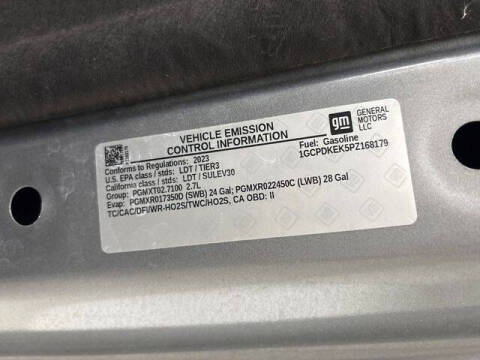 VEHICLE EMISSION
CONTROL INFORMATION
gm
GENERAL
MOTORS
LLC
Fuel: Gasoline
1GCPDKEK5PZ168179
Conforms to Regulations: 2023
U.S. EPA class / stds: LDT / TIER3
California class / stds: LDT / SULEV30
Group: PGMXT02.7100 2.7L
Evap: PGMXR017350D (SWB) 24 Gal; PGMXR022450C (LWB) 28 Gal
TC/CAC/DFI/WR-HO2S/TWC/HO2S, CA OBD: II